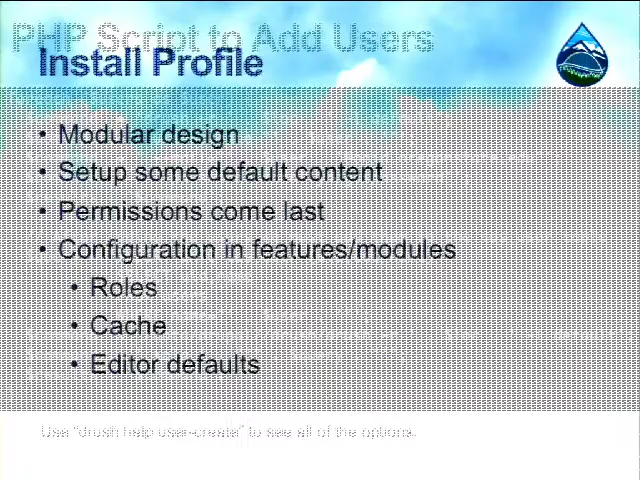 PHP Script to Add Users
Install Profile
• Modular design
• Setup some default content
• Permissions come last
• Configuration in features/modules
• Roles
• Cache
• Editor defaults
Use "drush help user-create" to see all of the options.